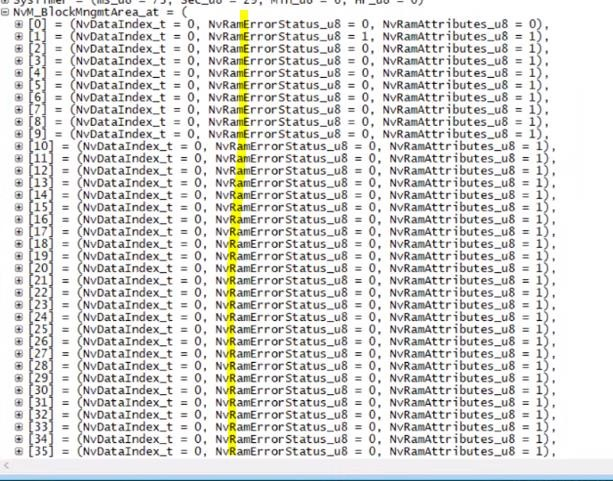 SysTimer = (ms_u8 = 75, Sec_u8 = 29, Min_u8 = 6, Hr_u8 = 0)
NvM_BlockMngmtArea_at = (
[0] = (NvDataIndex_t = 0, NvRamErrorStatus_u8 = 0, NvRamAttributes_u8 = 0),
[1] = (NvDataIndex_t = 0, NvRamErrorStatus_u8 = 1, NvRamAttributes_u8 = 1),
[2] = (NvDataIndex_t = 0, NvRamErrorStatus_u8 = 0, NvRamAttributes_u8 = 1),
[3] = (NvDataIndex_t = 0, NvRamErrorStatus_u8 = 0, NvRamAttributes_u8 = 1),
[4] = (NvDataIndex_t = 0, NvRamErrorStatus_u8 = 0, NvRamAttributes_u8 = 1),
[5] = (NvDataIndex_t = 0, NvRamErrorStatus_u8 = 0, NvRamAttributes_u8 = 1),
[6] = (NvDataIndex_t = 0, NvRamErrorStatus_u8 = 0, NvRamAttributes_u8 = 1),
[7] = (NvDataIndex_t = 0, NvRamErrorStatus_u8 = 0, NvRamAttributes_u8 = 1),
[8] = (NvDataIndex_t = 0, NvRamErrorStatus_u8 = 0, NvRamAttributes_u8 = 1),
[9] = (NvDataIndex_t = 0, NvRamErrorStatus_u8 = 0, NvRamAttributes_u8 = 1),
[10] = (NvDataIndex_t = 0, NvRamErrorStatus_u8 = 0, NvRamAttributes_u8 = 1),
[11] = (NvDataIndex_t = 0, NvRamErrorStatus_u8 = 0, NvRamAttributes_u8 = 1),
[12] = (NvDataIndex_t = 0, NvRamErrorStatus_u8 = 0, NvRamAttributes_u8 = 1),
[13] = (NvDataIndex_t = 0, NvRamErrorStatus_u8 = 0, NvRamAttributes_u8 = 1),
[14] = (NvDataIndex_t = 0, NvRamErrorStatus_u8 = 0, NvRamAttributes_u8 = 1),
[15] = (NvDataIndex_t = 0, NvRamErrorStatus_u8 = 0, NvRamAttributes_u8 = 1),
[16] = (NvDataIndex_t = 0, NvRamErrorStatus_u8 = 0, NvRamAttributes_u8 = 1),
[17] = (NvDataIndex_t = 0, NvRamErrorStatus_u8 = 0, NvRamAttributes_u8 = 1),
[18] = (NvDataIndex_t = 0, NvRamErrorStatus_u8 = 0, NvRamAttributes_u8 = 1),
[19] = (NvDataIndex_t = 0, NvRamErrorStatus_u8 = 0, NvRamAttributes_u8 = 1),
[20] = (NvDataIndex_t = 0, NvRamErrorStatus_u8 = 0, NvRamAttributes_u8 = 1),
[21] = (NvDataIndex_t = 0, NvRamErrorStatus_u8 = 0, NvRamAttributes_u8 = 1),
[22] = (NvDataIndex_t = 0, NvRamErrorStatus_u8 = 0, NvRamAttributes_u8 = 1),
[23] = (NvDataIndex_t = 0, NvRamErrorStatus_u8 = 0, NvRamAttributes_u8 = 1),
[24] = (NvDataIndex_t = 0, NvRamErrorStatus_u8 = 0, NvRamAttributes_u8 = 1),
[25] = (NvDataIndex_t = 0, NvRamErrorStatus_u8 = 0, NvRamAttributes_u8 = 1),
[26] = (NvDataIndex_t = 0, NvRamErrorStatus_u8 = 0, NvRamAttributes_u8 = 1),
[27] = (NvDataIndex_t = 0, NvRamErrorStatus_u8 = 0, NvRamAttributes_u8 = 1),
[28] = (NvDataIndex_t = 0, NvRamErrorStatus_u8 = 0, NvRamAttributes_u8 = 1),
[29] = (NvDataIndex_t = 0, NvRamErrorStatus_u8 = 0, NvRamAttributes_u8 = 1),
[30] = (NvDataIndex_t = 0, NvRamErrorStatus_u8 = 0, NvRamAttributes_u8 = 1),
[31] = (NvDataIndex_t = 0, NvRamErrorStatus_u8 = 0, NvRamAttributes_u8 = 1),
[32] = (NvDataIndex_t = 0, NvRamErrorStatus_u8 = 0, NvRamAttributes_u8 = 1),
[33] = (NvDataIndex_t = 0, NvRamErrorStatus_u8 = 0, NvRamAttributes_u8 = 1),
[34] = (NvDataIndex_t = 0, NvRamErrorStatus_u8 = 0, NvRamAttributes_u8 = 1),
[35] = (NvDataIndex_t = 0, NvRamErrorStatus_u8 = 0, NvRamAttributes_u8 = 1),